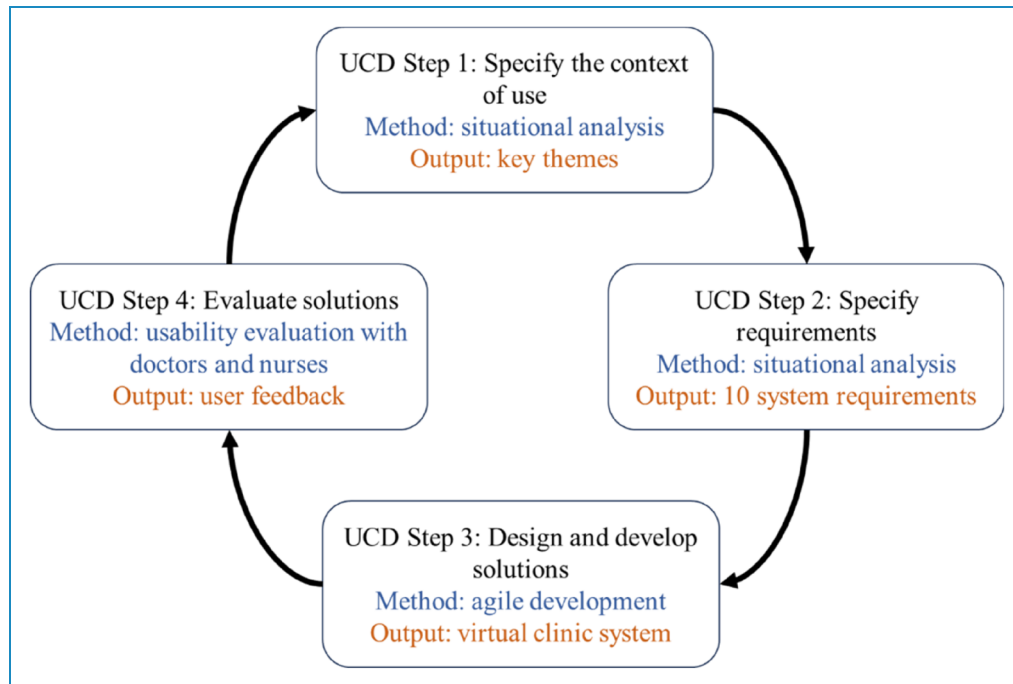 UCD Step 1: Specify the context
of use
Method: situational analysis
Output: key themes
UCD Step 2: Specify
requirements
Method: situational analysis
Output: 10 system requirements
UCD Step 3: Design and develop
solutions
Method: agile development
Output: virtual clinic system
UCD Step 4: Evaluate solutions
Method: usability evaluation with
doctors and nurses
Output: user feedback